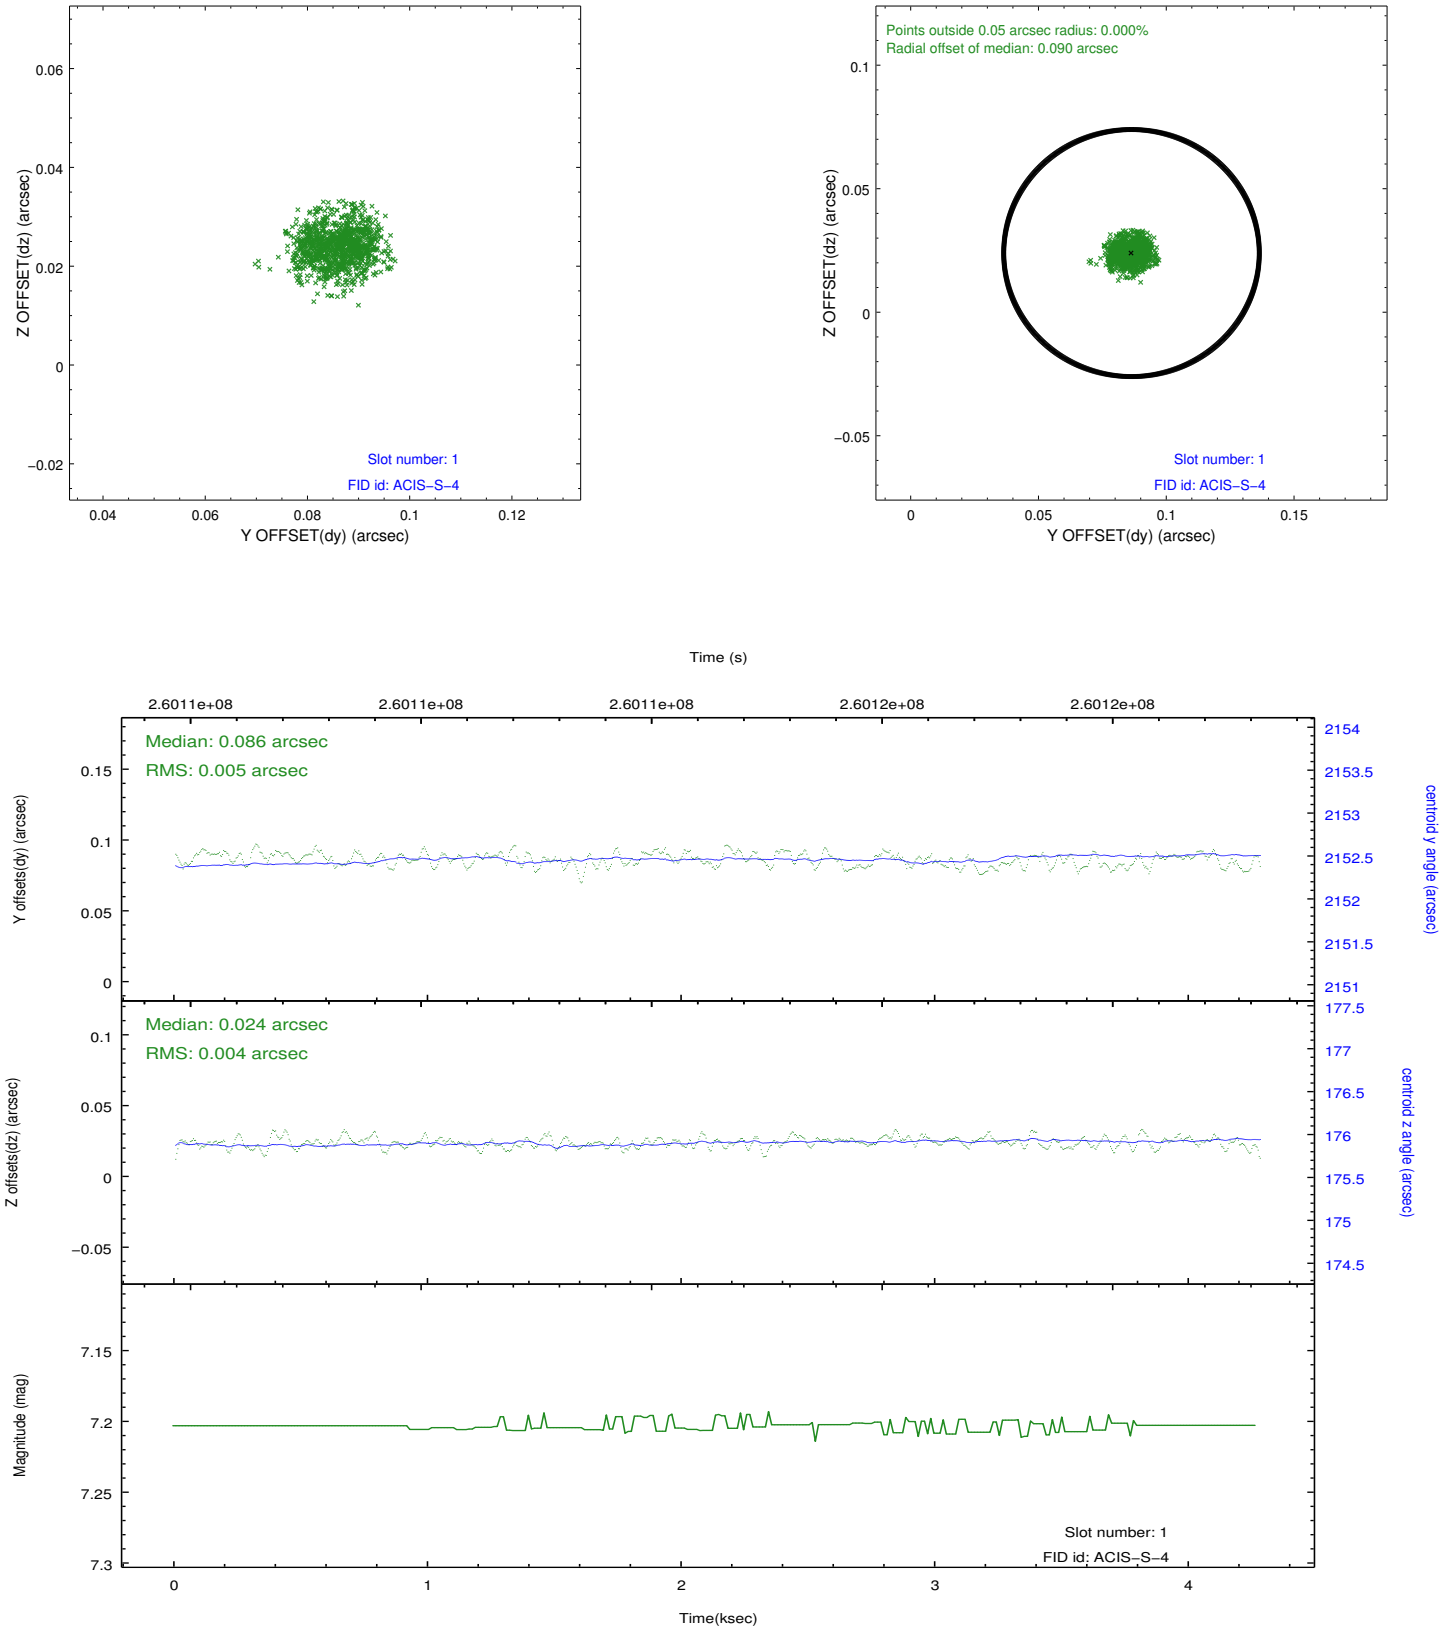 0.06
0.04
0.02
0
−0.02
Z OFFSET(dz) (arcsec)
Slot number: 1
FID id: ACIS−S−4
0.04 0.06 0.08 0.1 0.12
Y OFFSET(dy) (arcsec)
Points outside 0.05 arcsec radius: 0.000%
Radial offset of median: 0.090 arcsec
0.1
0.05
0
−0.05
Z OFFSET(dz) (arcsec)
Slot number: 1
FID id: ACIS−S−4
0 0.05 0.1 0.15
Y OFFSET(dy) (arcsec)
Time (s)
2.6011e+08 2.6011e+08 2.6011e+08 2.6012e+08 2.6012e+08
Median: 0.086 arcsec
RMS: 0.005 arcsec
0.15
0.1
0.05
0
Y offsets(dy) (arcsec)
2154
2153.5
2153
2152.5
2152
2151.5
2151
centroid y angle (arcsec)
Median: 0.024 arcsec
RMS: 0.004 arcsec
0.1
0.05
0
−0.05
Z offsets(dz) (arcsec)
177.5
177
176.5
176
175.5
175
174.5
centroid z angle (arcsec)
7.15
7.2
7.25
7.3
Magnitude (mag)
Slot number: 1
FID id: ACIS−S−4
0 1 2 3 4
Time(ksec)